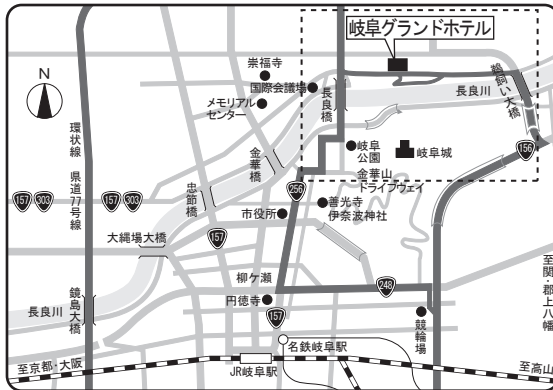 岐阜グランドホテル
N
崇福寺
国際会議場
メモリアル
センター
長良橋
長良川
鵜飼い大橋
156
環状線 県道77号線
金華橋
岐阜
公園
岐阜城
金華山
ドライブウェイ
157
303
157
303
忠節橋
256
市役所
善光寺
伊奈波神社
157
大縄場大橋
柳ケ瀬
248
至関・郡上八幡
長良川
鏡島大橋
円徳寺
157
競輪場
名鉄岐阜駅
至京都・大阪
JR岐阜駅
至高山